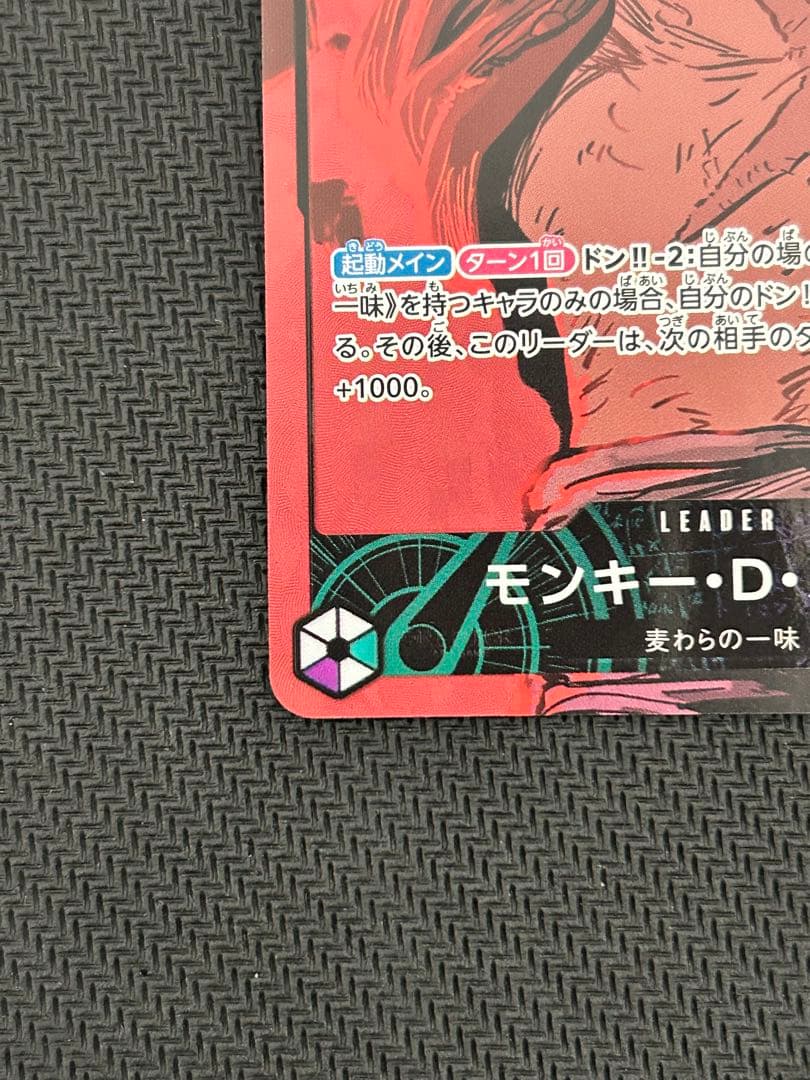 起動メイン ターン1回 ドン!!-2:自分の場の
一味》を持つキャラのみの場合、自分のドン!
る。その後、このリーダーは、次の相手のタ
+1000。
LEADER
モンキー・D・
麦わらの一味